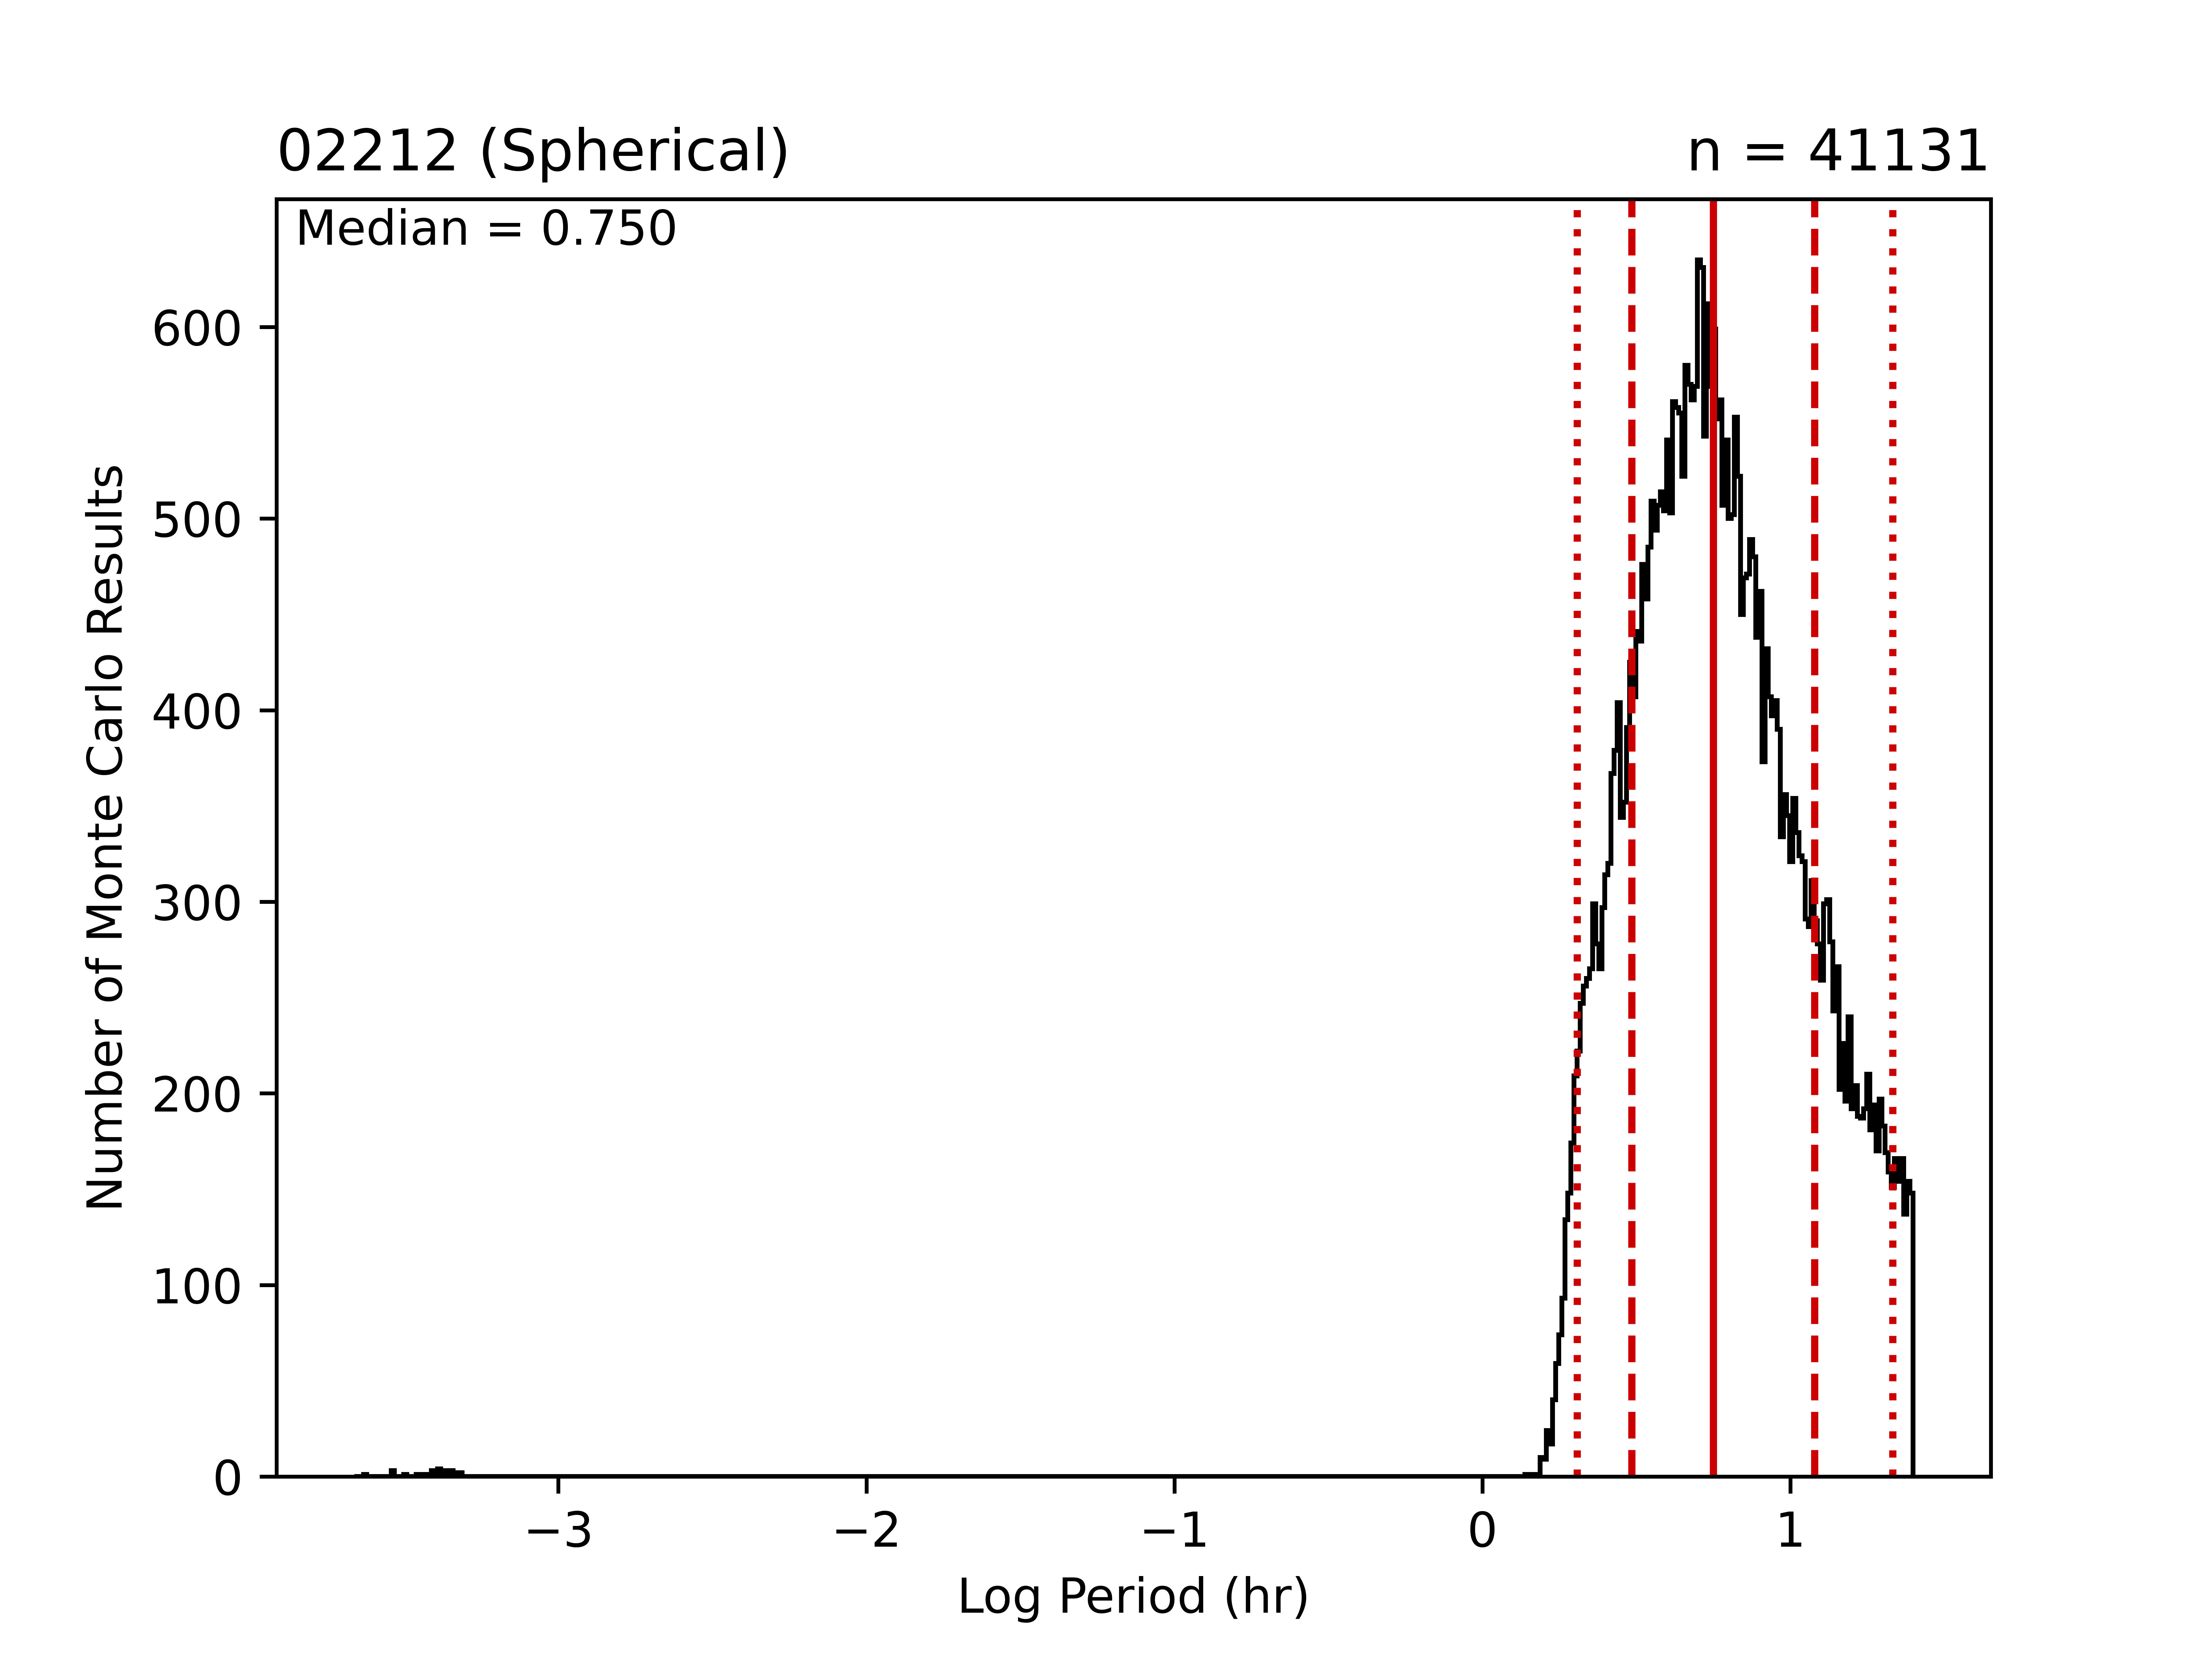 02212 (Spherical)
n = 41131
Median = 0.750
600
500
400
300
200
100
0
Number of Monte Carlo Results
−3
−2
−1
0
1
Log Period (hr)